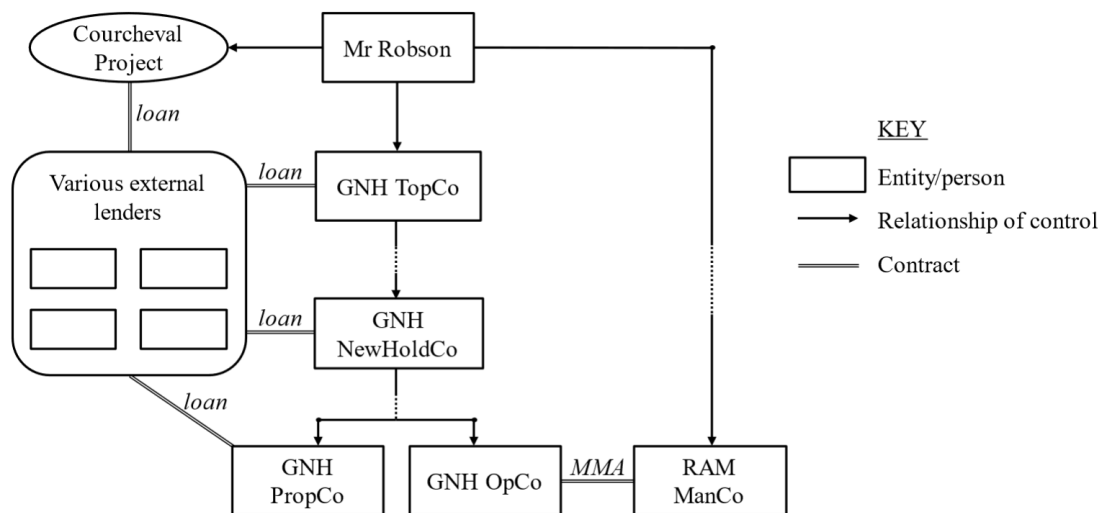 Courcheval
Project
Mr Robson
loan
KEY
Various external
lenders
loan
GNH TopCo
Entity/person
Relationship of control
Contract
loan
GNH
NewHoldCo
loan
GNH
PropCo
GNH OpCo
MMA
RAM
ManCo